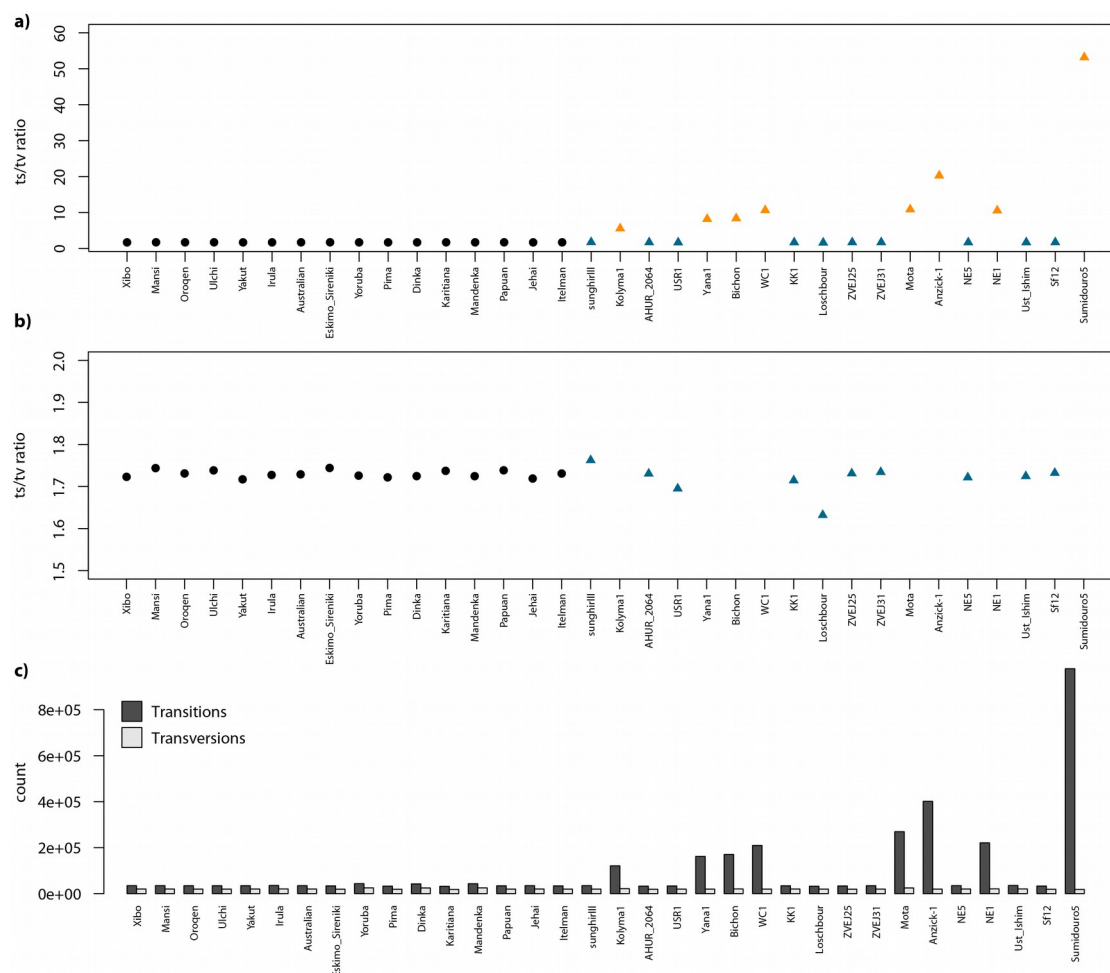 a)
ts/tv ratio
60
50
40
30
20
10
0
Xibo
Mansi
Oroqen
Ulchi
Yakut
Irula
Australian
Eskimo_Sireniki
Yoruba
Pima
Dinka
Karitiana
Mandenka
Papuan
Jehai
Itelman
sunghirIII
Kolyma1
AHUR_2064
USR1
Yana1
Bichon
WC1
KK1
Loschbour
ZVEJ25
ZVEJ31
Mota
Anzick-1
NE5
NE1
Ust_Ishim
Sf12
Sumidouro5
b)
ts/tv ratio
2.0
1.9
1.8
1.7
1.6
1.5
Xibo
Mansi
Oroqen
Ulchi
Yakut
Irula
Australian
Eskimo_Sireniki
Yoruba
Pima
Dinka
Karitiana
Mandenka
Papuan
Jehai
Itelman
sunghirIII
Kolyma1
AHUR_2064
USR1
Yana1
Bichon
WC1
KK1
Loschbour
ZVEJ25
ZVEJ31
Mota
Anzick-1
NE5
NE1
Ust_Ishim
Sf12
Sumidouro5
c)
count
8e+05
6e+05
4e+05
2e+05
0e+00
Transitions
Transversions
Xibo
Mansi
Oroqen
Ulchi
Yakut
Irula
Australian
Eskimo_Sireniki
Yoruba
Pima
Dinka
Karitiana
Mandenka
Papuan
Jehai
Itelman
sunghirIII
Kolyma1
AHUR_2064
USR1
Yana1
Bichon
WC1
KK1
Loschbour
ZVEJ25
ZVEJ31
Mota
Anzick-1
NE5
NE1
Ust_Ishim
Sf12
Sumidouro5